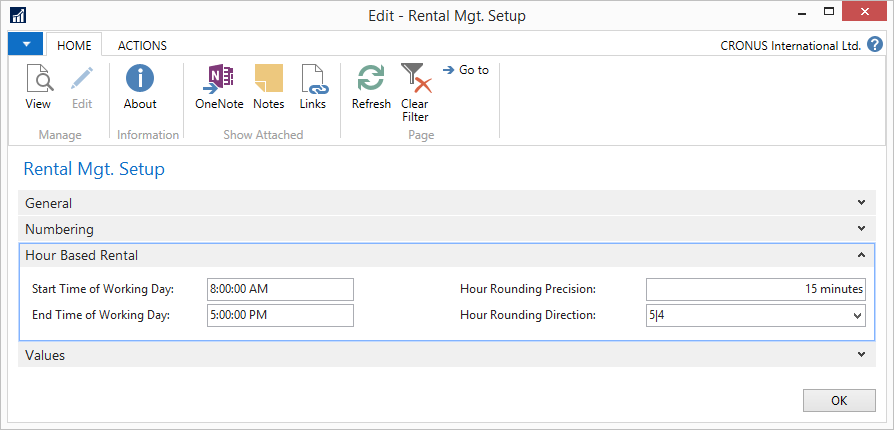 Edit - Rental Mgt. Setup
HOME ACTIONS CRONUS International Ltd. ?
View Edit About OneNote Notes Links Refresh Clear Filter Go to
Manage Information Show Attached Page
Rental Mgt. Setup
General
Numbering
Hour Based Rental
Start Time of Working Day: 8:00:00 AM Hour Rounding Precision: 15 minutes
End Time of Working Day: 5:00:00 PM Hour Rounding Direction: 5|4
Values
OK